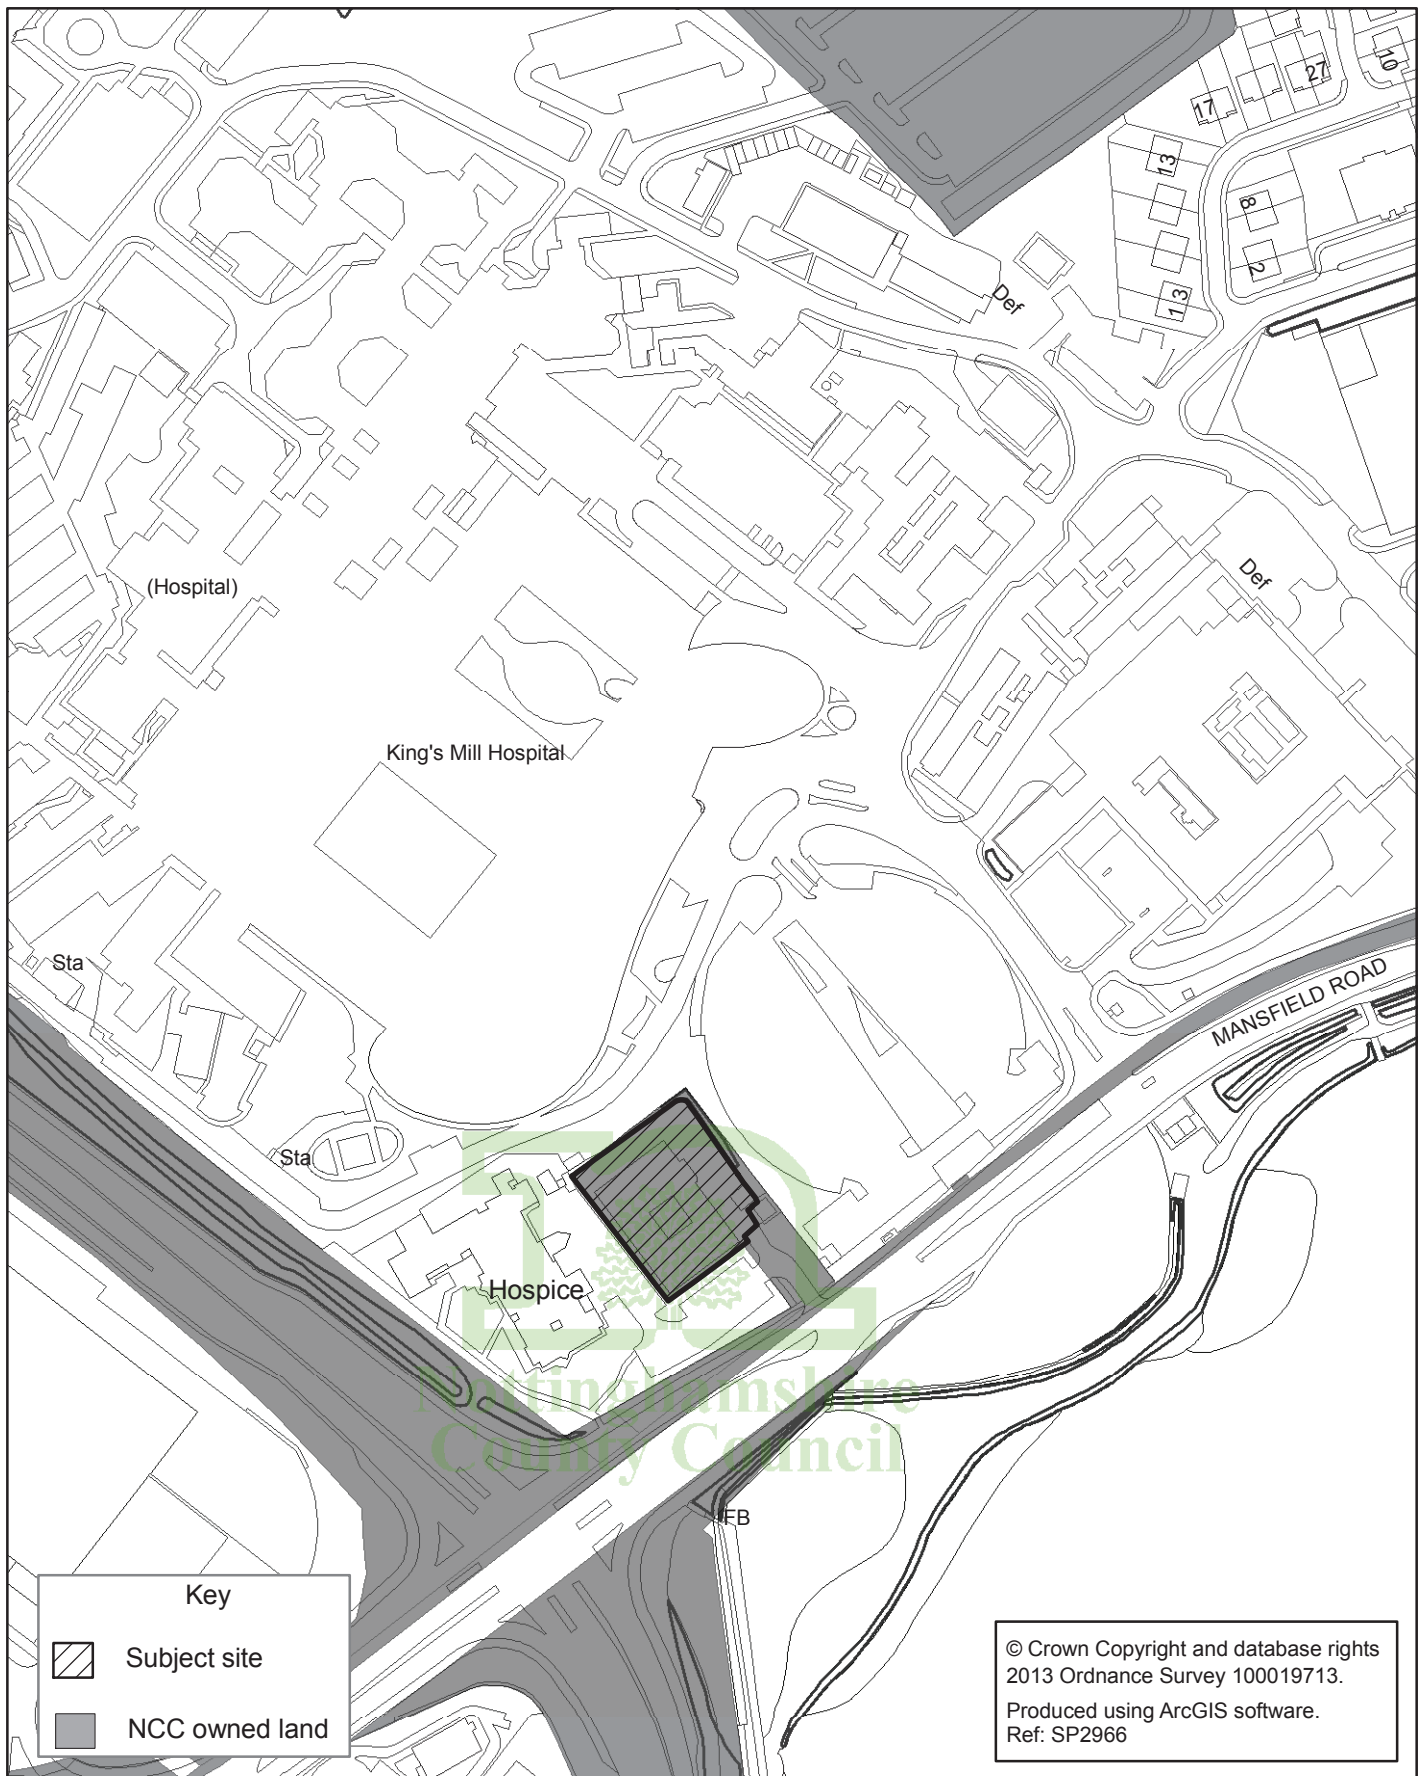 27
10
17
13
8
2
13
Def
Def
(Hospital)
King's Mill Hospital
Sta
MANSFIELD ROAD
Sta
Hospice
Nottinghamshire
County Council
FB
Key
Subject site
NCC owned land
© Crown Copyright and database rights
2013 Ordnance Survey 100019713.
Produced using ArcGIS software.
Ref: SP2966